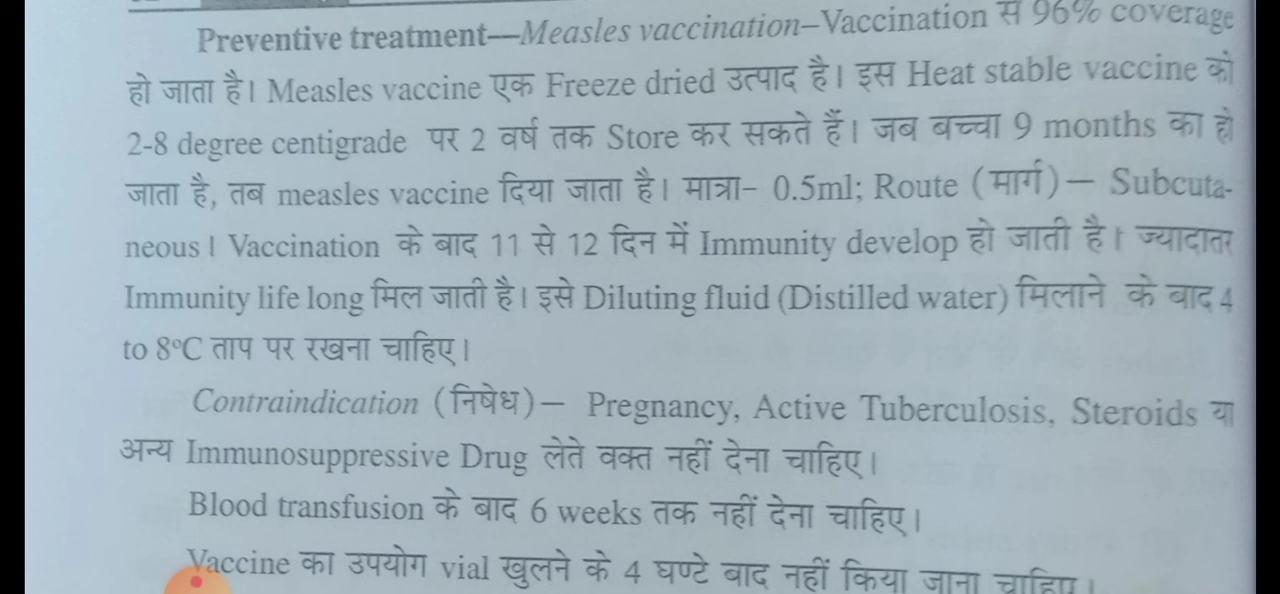 Preventive treatment—Measles vaccination–Vaccination से 96% coverage
हो जाता है। Measles vaccine एक Freeze dried उत्पाद है। इस Heat stable vaccine को
2-8 degree centigrade पर 2 वर्ष तक Store कर सकते हैं। जब बच्चा 9 months का हो
जाता है, तब measles vaccine दिया जाता है। मात्रा– 0.5ml; Route (मार्ग)— Subcuta-
neous। Vaccination के बाद 11 से 12 दिन में Immunity develop हो जाती है। ज्यादातर
Immunity life long मिल जाती है। इसे Diluting fluid (Distilled water) मिलाने के बाद 4
to 8°C ताप पर रखना चाहिए।
Contraindication (निषेध)— Pregnancy, Active Tuberculosis, Steroids या
अन्य Immunosuppressive Drug लेते वक्त नहीं देना चाहिए।
Blood transfusion के बाद 6 weeks तक नहीं देना चाहिए।
Vaccine का उपयोग vial खुलने के 4 घण्टे बाद नहीं किया जाना चाहिए।